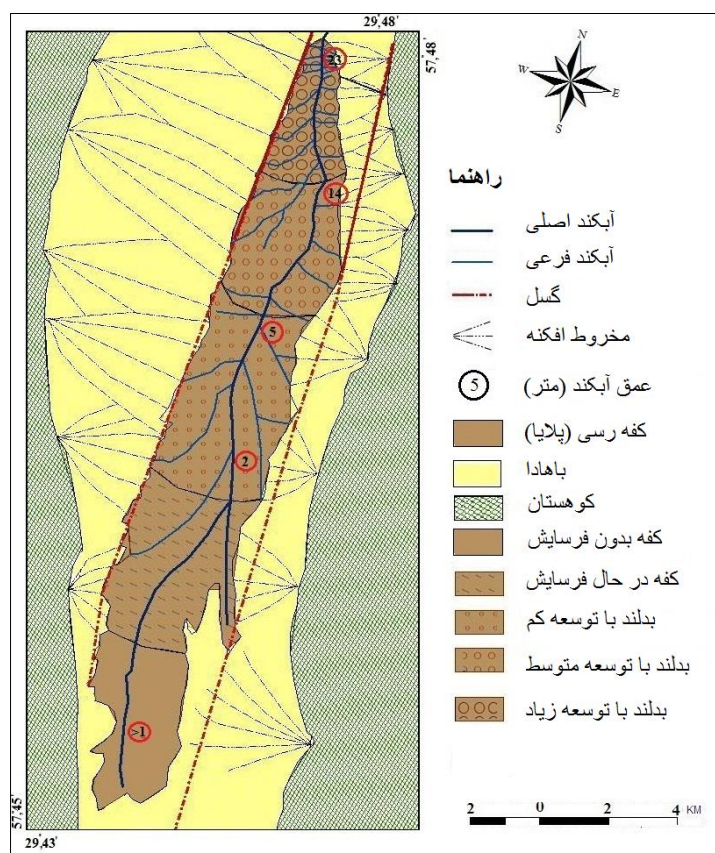 29,48
57,48
N
W
E
S
راهنما
آبکند اصلی
آبکند فرعی
گسل
مخروط افکنه
5 عمق آبکند (متر)
کفه رسی (پلایا)
باهادا
کوهستان
کفه بدون فرسایش
کفه در حال فرسایش
بدلند با توسعه کم
بدلند با توسعه متوسط
بدلند با توسعه زیاد
23
14
5
2
>1
2 0 2 4 KM
57,45
29,43